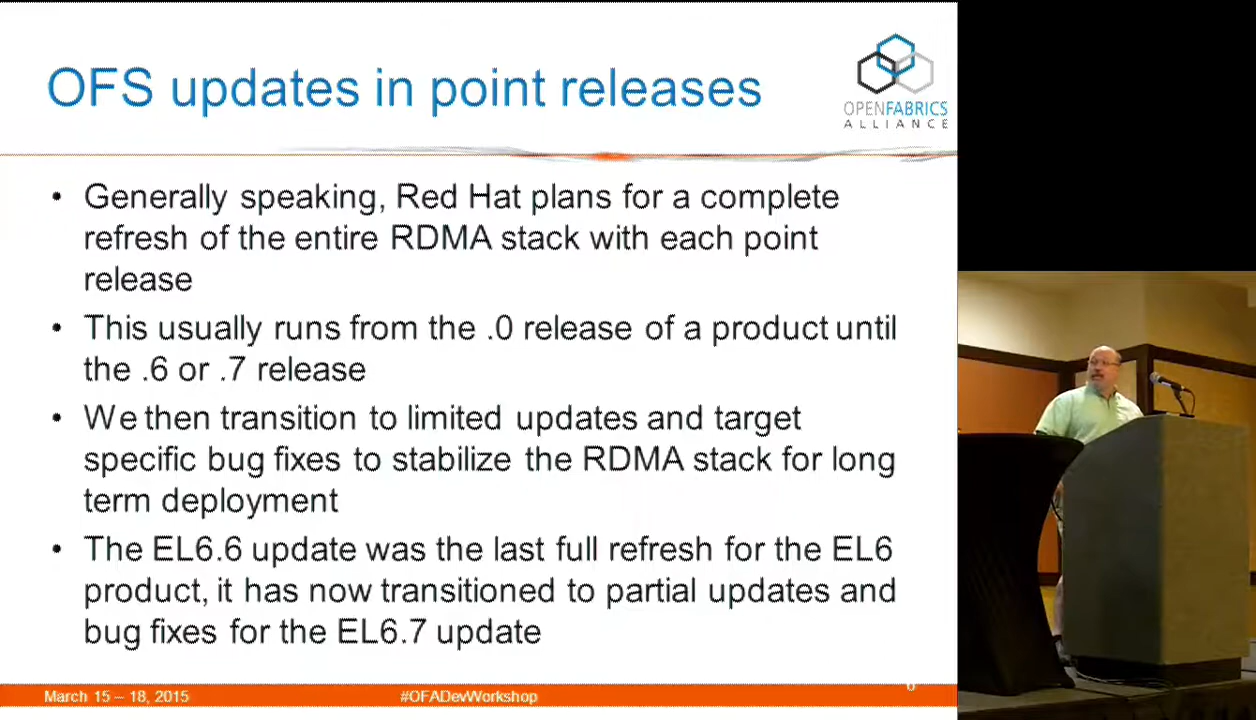 OFS updates in point releases
OPENFABRICS
ALLIANCE
• Generally speaking, Red Hat plans for a complete
refresh of the entire RDMA stack with each point
release
• This usually runs from the .0 release of a product until
the .6 or .7 release
• We then transition to limited updates and target
specific bug fixes to stabilize the RDMA stack for long
term deployment
• The EL6.6 update was the last full refresh for the EL6
product, it has now transitioned to partial updates and
bug fixes for the EL6.7 update
March 15 – 18, 2015
#OFADevWorkshop